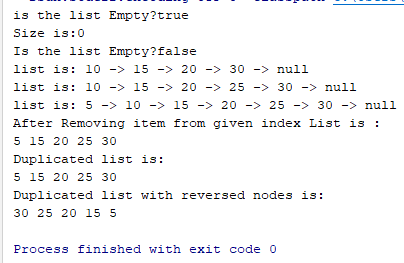 is the list Empty?true
Size is:0
Is the list Empty?false
list is: 10 -> 15 -> 20 -> 30 -> null
list is: 10 -> 15 -> 20 -> 25 -> 30 -> null
list is: 5 -> 10 -> 15 -> 20 -> 25 -> 30 -> null
After Removing item from given index List is :
5 15 20 25 30
Duplicated list is:
5 15 20 25 30
Duplicated list with reversed nodes is:
30 25 20 15 5
Process finished with exit code 0